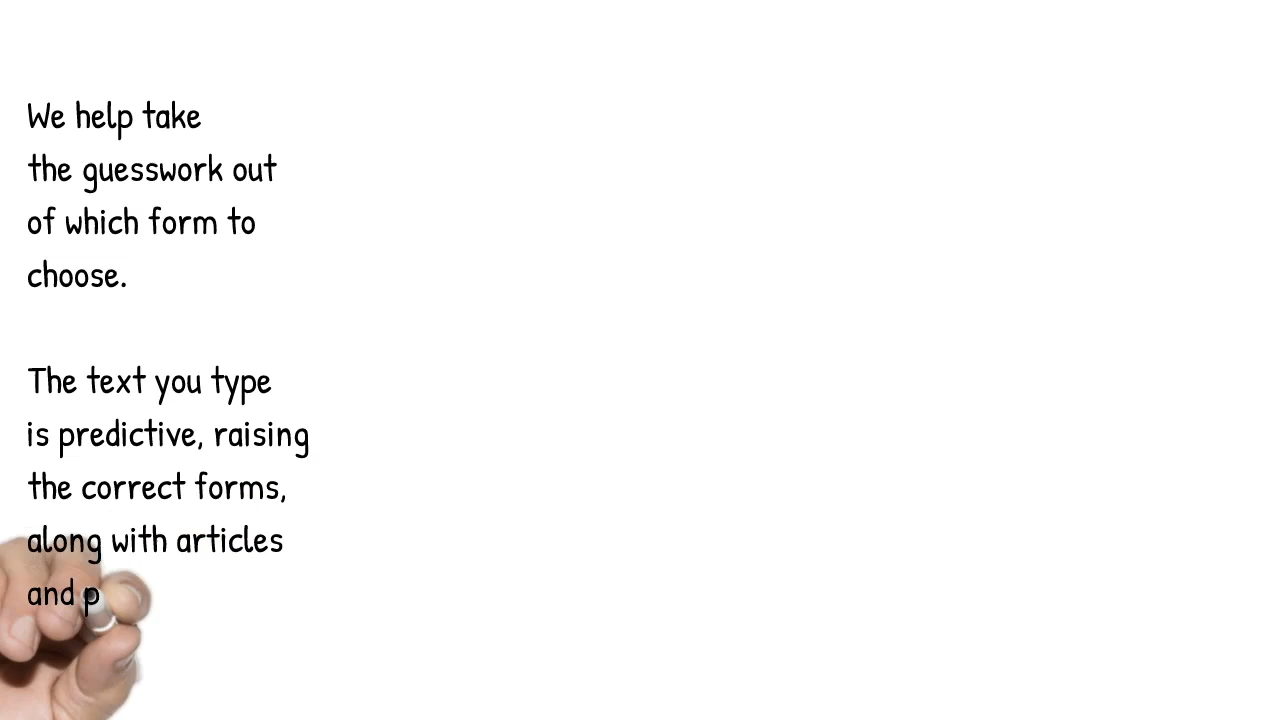 We help take
the guesswork out
of which form to
choose.
The text you type
is predictive, raising
the correct forms,
along with articles
and p